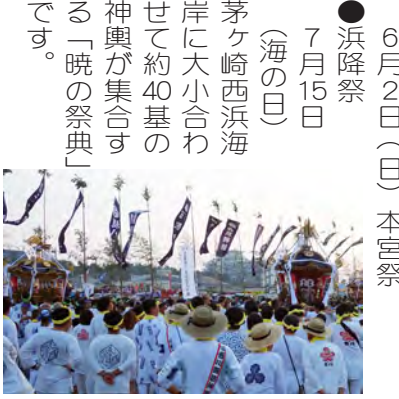 6月2日(日) 本宮祭
●浜降祭
7月15日
(海の日)
茅ヶ崎西浜海
岸に大小合わ
せて約40基の
神輿が集合す
る「暁の祭典」
です。